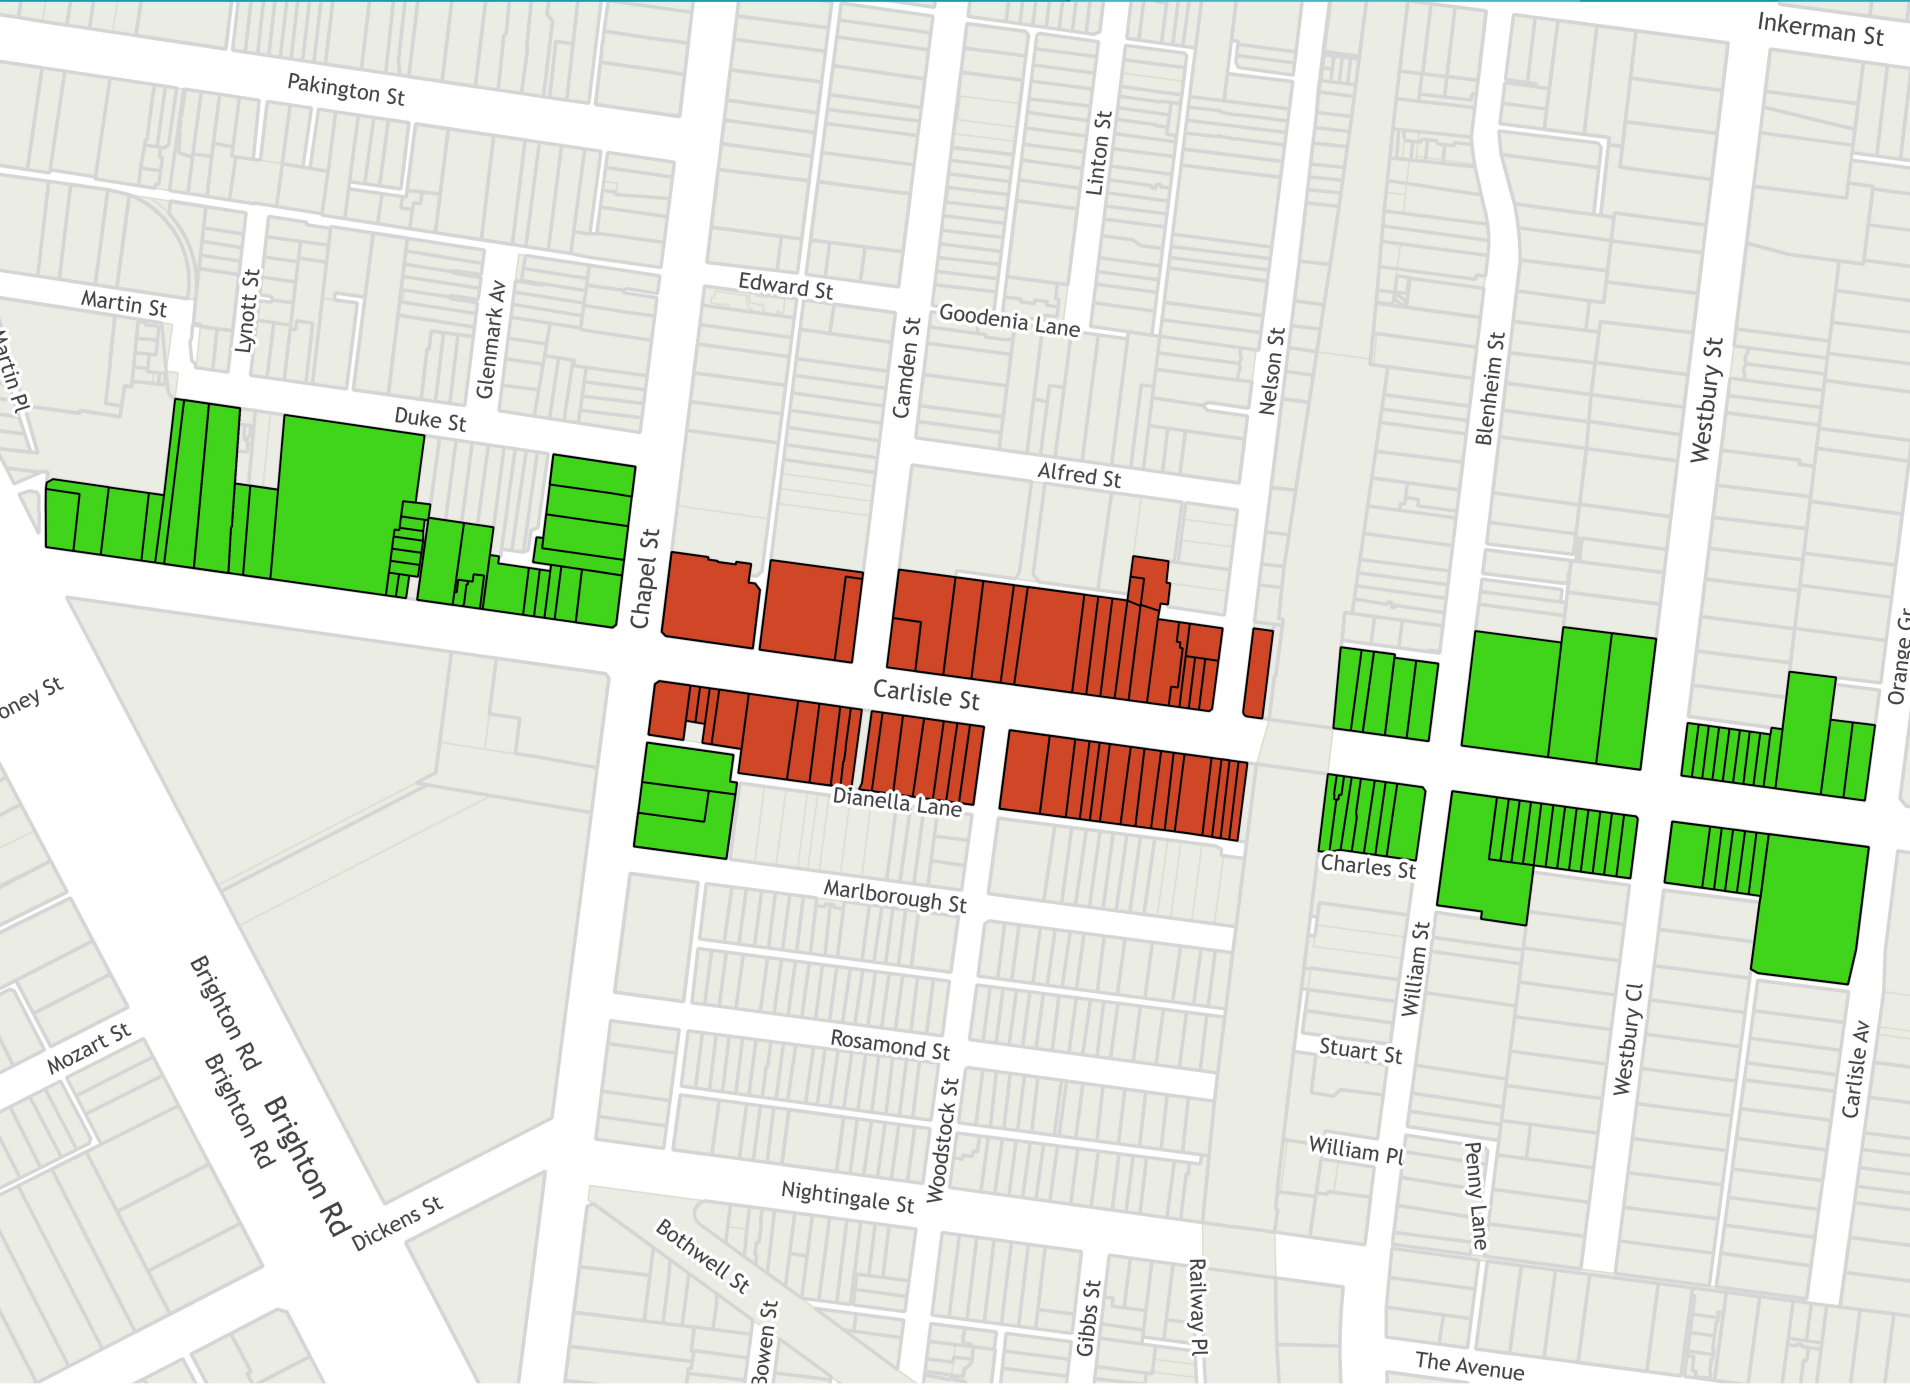 Inkerman St
Pakington St
Linton St
Edward St
Martin St
Lynott St
Glenmark Av
Goodenia Lane
Camden St
Nelson St
Blenheim St
Westbury St
Martin Pl
Duke St
Alfred St
Chapel St
Orange Gr
oney St
Carlisle St
Dianella Lane
Charles St
Marlborough St
William St
Brighton Rd
Brighton Rd
Brighton Rd
Mozart St
Rosamond St
Stuart St
Westbury Cl
Carlisle Av
Woodstock St
William Pl
Penny Lane
Dickens St
Nightingale St
Bothwell St
Bowen St
Gibbs St
Railway Pl
The Avenue